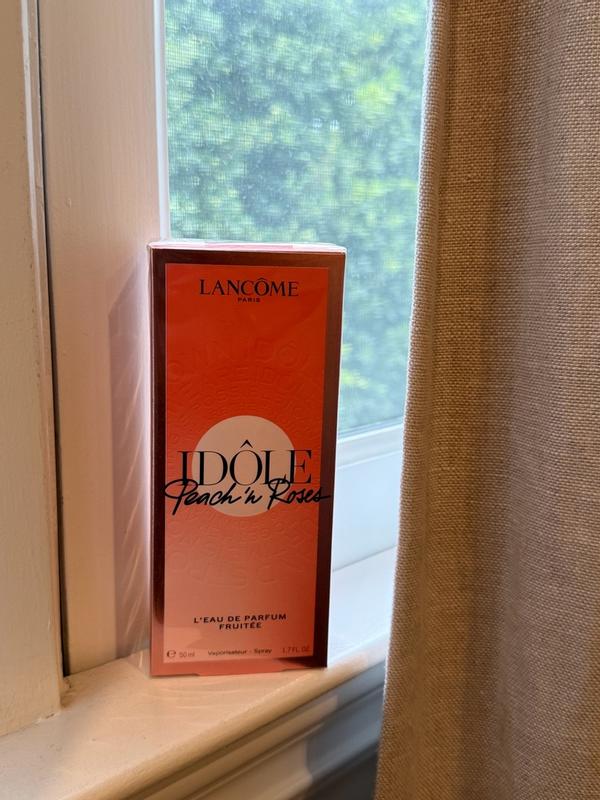 LANCÔME
PARIS
IDÔLE
Peach 'n Roses
L'EAU DE PARFUM
FRUITÉE
℮ 50 ml Vaporisateur - Spray 1.7 FL. OZ.